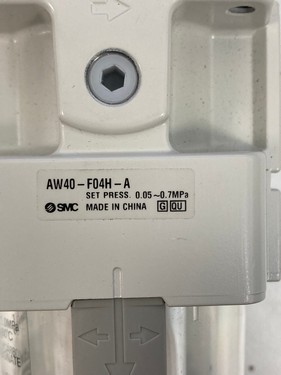 AW40-F04H-A
SET PRESS. 0.05~0.7MPa
SMC MADE IN CHINA G QU